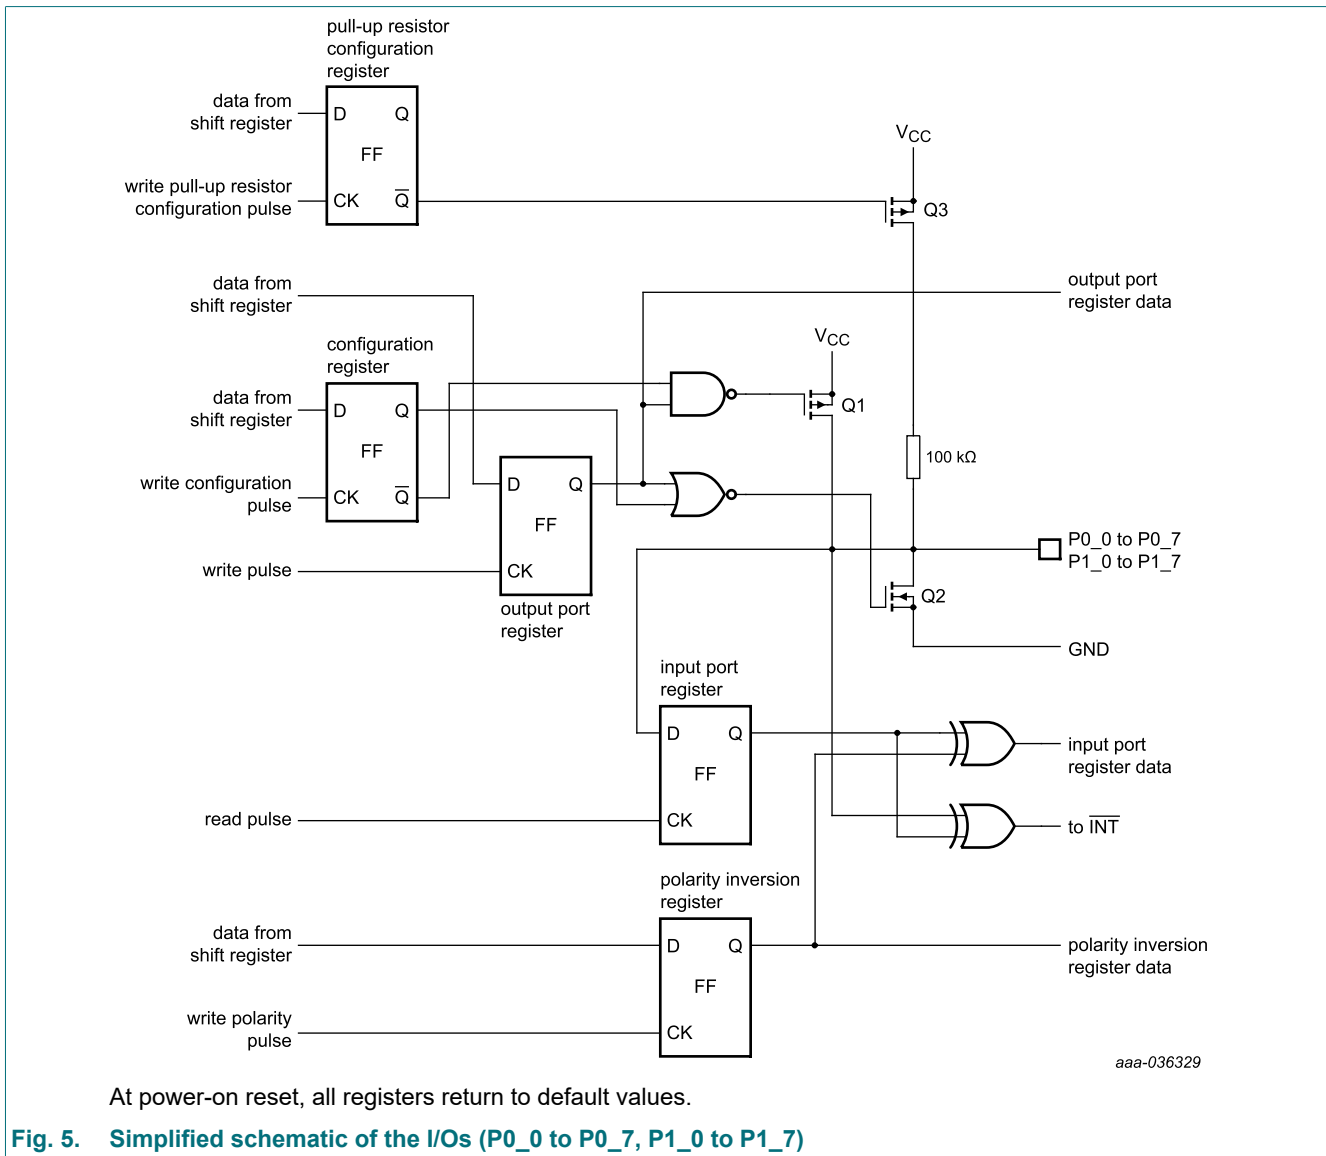 pull-up resistor
configuration
register
data from
shift register
D
Q
FF
write pull-up resistor
configuration pulse
CK
Q̅
VCC
Q3
data from
shift register
output port
register data
configuration
register
VCC
data from
shift register
D
Q
Q1
FF
100 kΩ
write configuration
pulse
CK
Q̅
D
Q
FF
P0_0 to P0_7
P1_0 to P1_7
write pulse
CK
Q2
output port
register
GND
input port
register
D
Q
input port
register data
FF
read pulse
CK
to I̅N̅T̅
polarity inversion
register
data from
shift register
D
Q
polarity inversion
register data
FF
write polarity
pulse
CK
aaa-036329
At power-on reset, all registers return to default values.
Fig. 5. Simplified schematic of the I/Os (P0_0 to P0_7, P1_0 to P1_7)